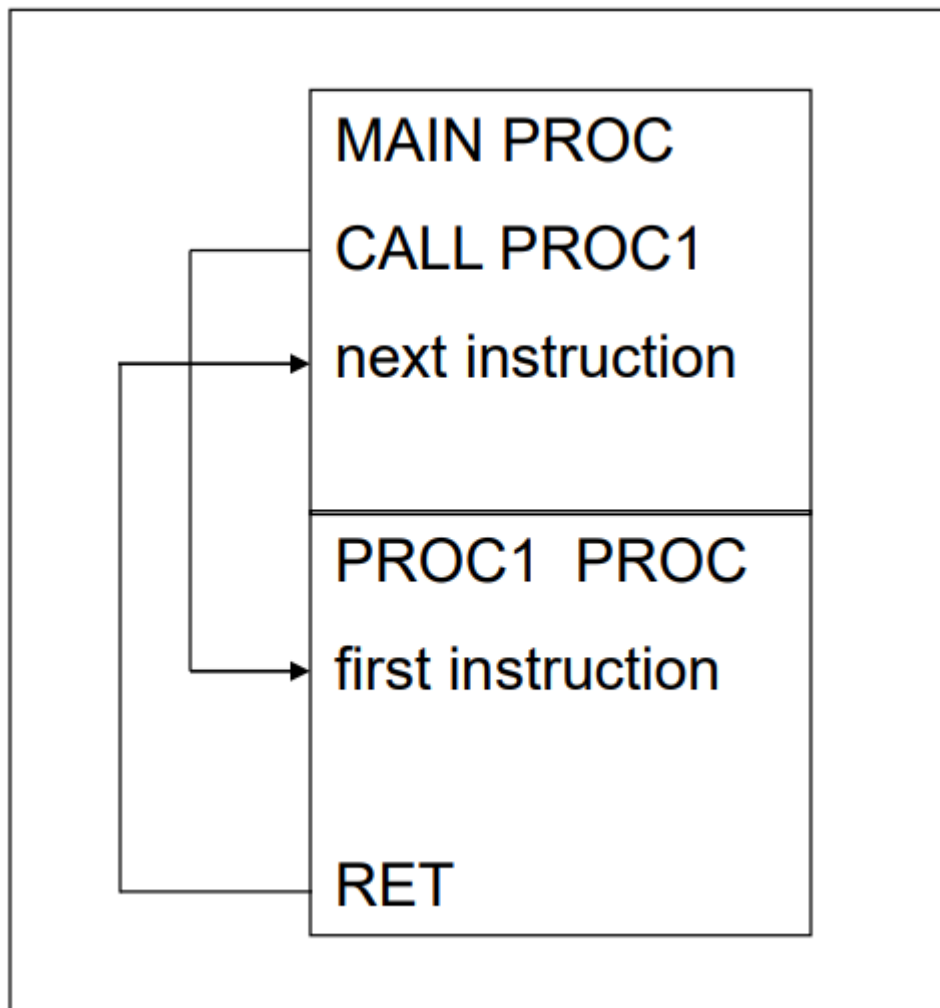 MAIN PROC
CALL PROC1
next instruction
PROC1  PROC
first instruction
RET